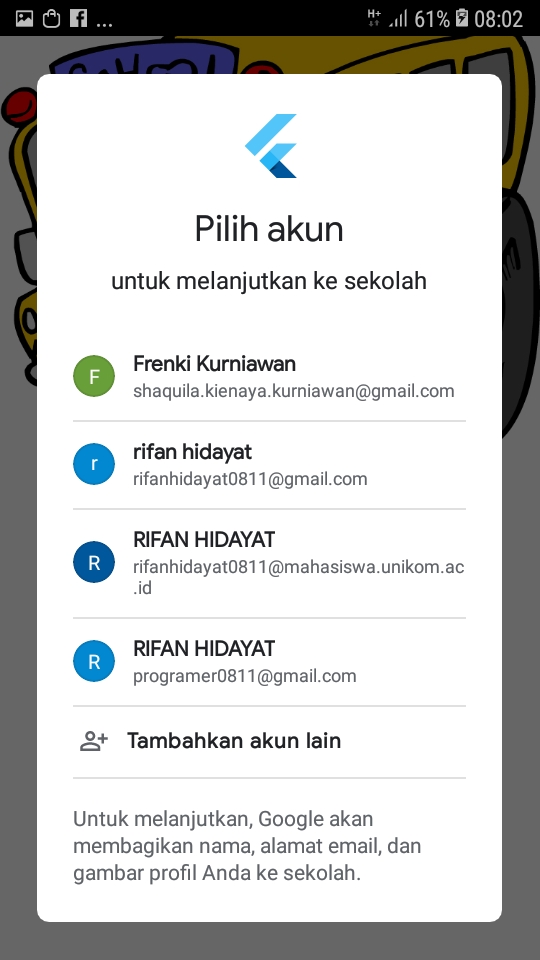 H+ 61% 08:02
Pilih akun
untuk melanjutkan ke sekolah
F Frenki Kurniawan
shaquila.kienaya.kurniawan@gmail.com
r rifan hidayat
rifanhidayat0811@gmail.com
R RIFAN HIDAYAT
rifanhidayat0811@mahasiswa.unikom.ac
.id
R RIFAN HIDAYAT
programer0811@gmail.com
Tambahkan akun lain
Untuk melanjutkan, Google akan
membagikan nama, alamat email, dan
gambar profil Anda ke sekolah.